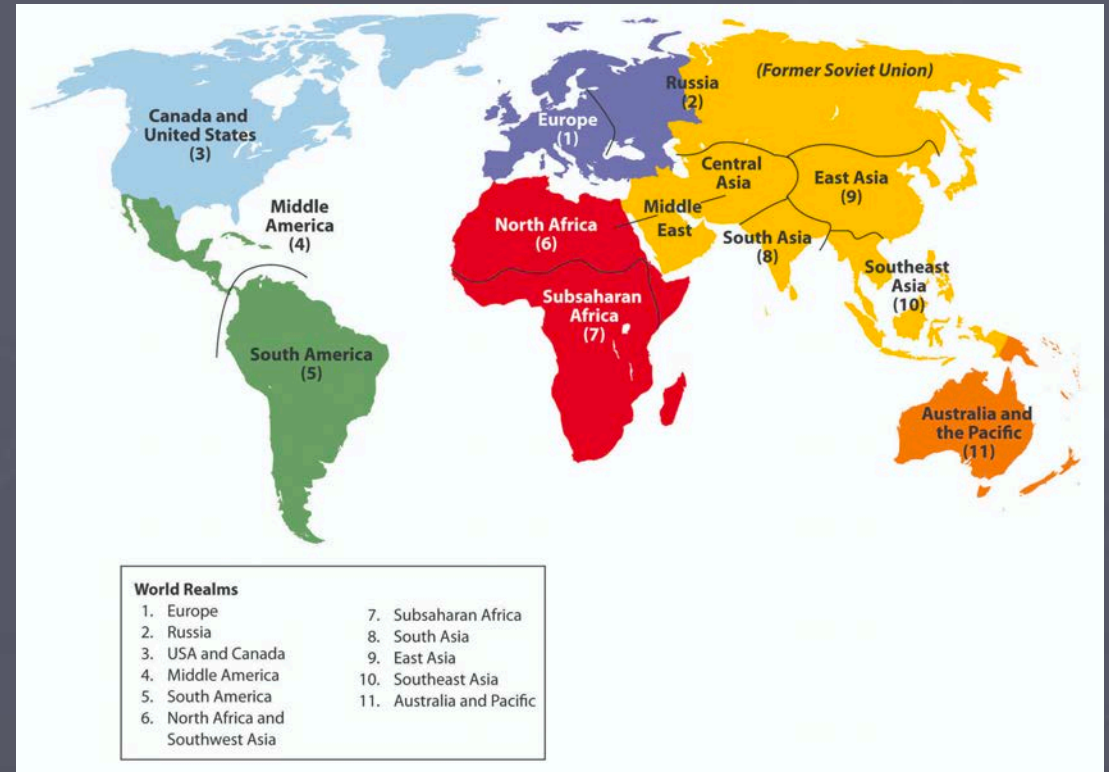 (Former Soviet Union)
Russia
(2)
Canada and
United States
(3)
Europe
(1)
Central
Asia
East Asia
(9)
Middle
America
(4)
Middle
East
North Africa
(6)
South Asia
(8)
Southeast
Asia
(10)
Subsaharan
Africa
(7)
South America
(5)
Australia and
the Pacific
(11)
World Realms
1. Europe
2. Russia
3. USA and Canada
4. Middle America
5. South America
6. North Africa and
Southwest Asia
7. Subsaharan Africa
8. South Asia
9. East Asia
10. Southeast Asia
11. Australia and Pacific